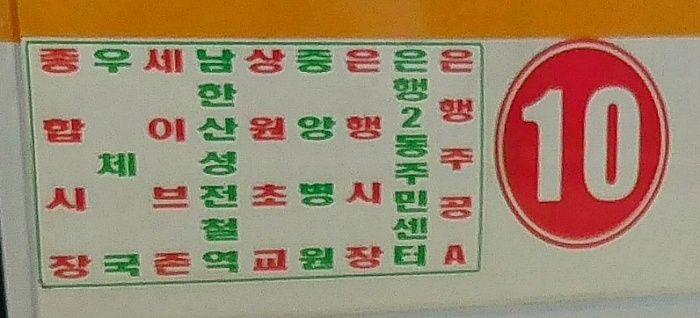 종합시장
우체국
세이브존
남한산성전철역
상원초교
중앙병원
은행시장
은행2동주민센터
은행주공A
10